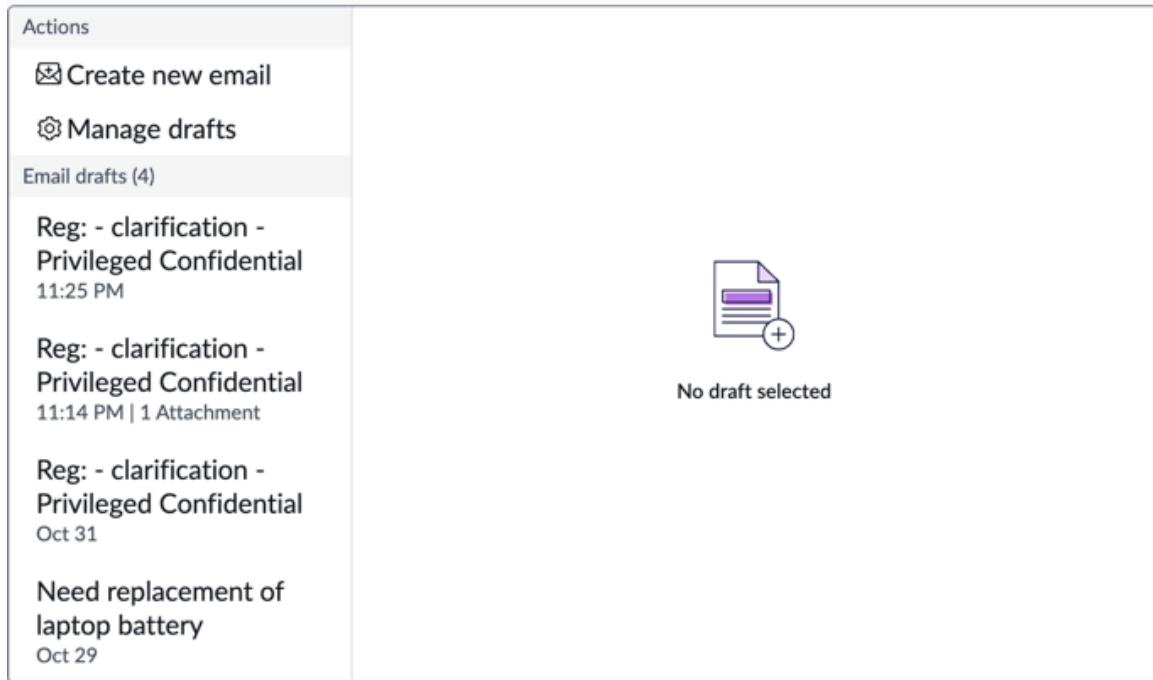 Actions
Create new email
Manage drafts
Email drafts (4)
Reg: - clarification -
Privileged Confidential
11:25 PM
Reg: - clarification -
Privileged Confidential
11:14 PM | 1 Attachment
Reg: - clarification -
Privileged Confidential
Oct 31
Need replacement of
laptop battery
Oct 29
No draft selected